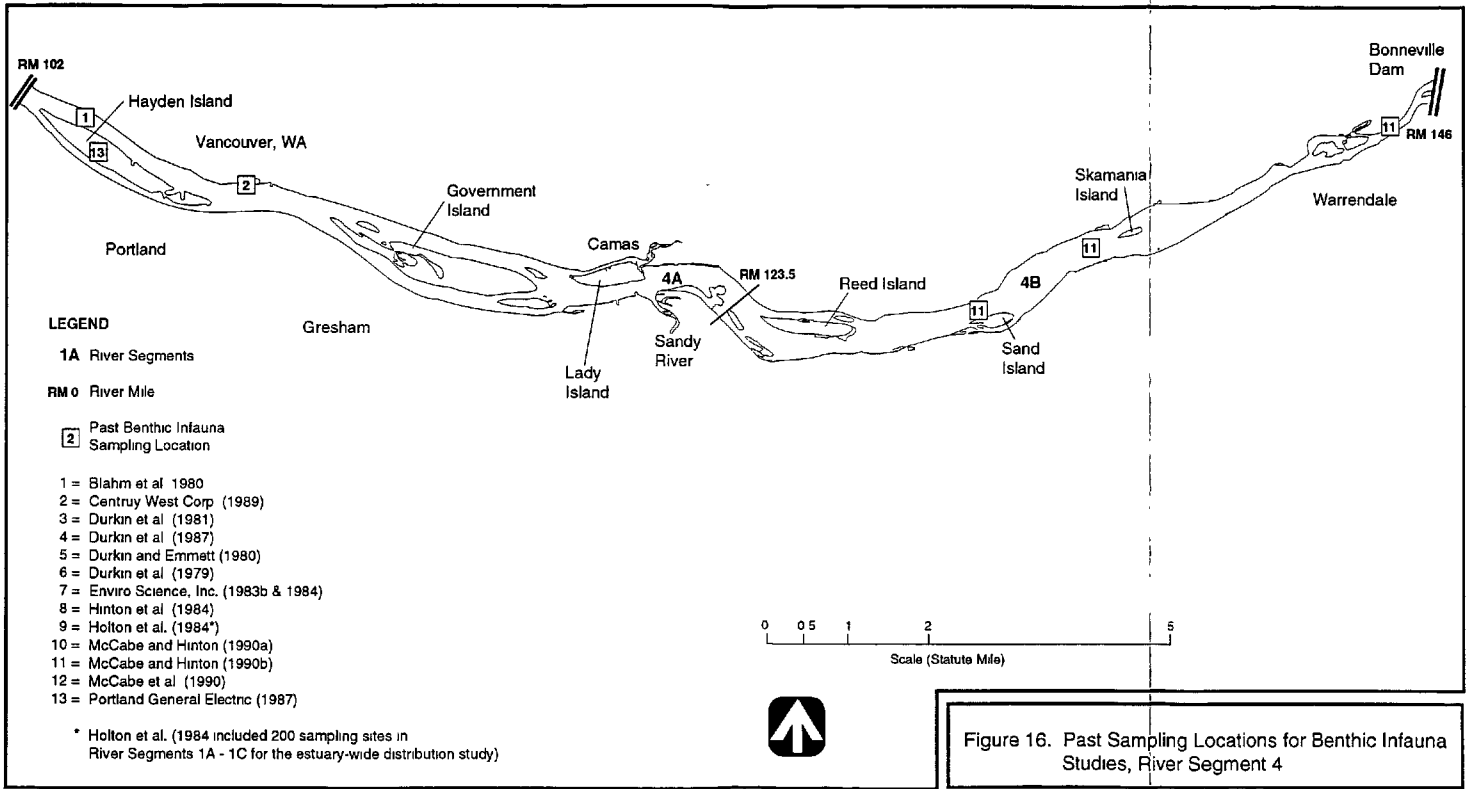 RM 102
Hayden Island
1
13
Vancouver, WA
2
Portland
Government
Island
Gresham
Camas
4A
Lady
Island
Sandy
River
RM 123.5
Reed Island
11
Sand
Island
4B
Skamania
Island
11
Warrendale
11
RM 146
Bonneville
Dam
LEGEND
1A River Segments
RM 0 River Mile
2 Past Benthic Infauna
Sampling Location
1 = Blahm et al 1980
2 = Centruy West Corp (1989)
3 = Durkin et al (1981)
4 = Durkin et al (1987)
5 = Durkin and Emmett (1980)
6 = Durkin et al (1979)
7 = Enviro Science, Inc. (1983b & 1984)
8 = Hinton et al (1984)
9 = Holton et al. (1984*)
10 = McCabe and Hinton (1990a)
11 = McCabe and Hinton (1990b)
12 = McCabe et al (1990)
13 = Portland General Electric (1987)
* Holton et al. (1984 included 200 sampling sites in
River Segments 1A - 1C for the estuary-wide distribution study)
0 0 5 1 2 5
Scale (Statute Mile)
Figure 16. Past Sampling Locations for Benthic Infauna
Studies, River Segment 4